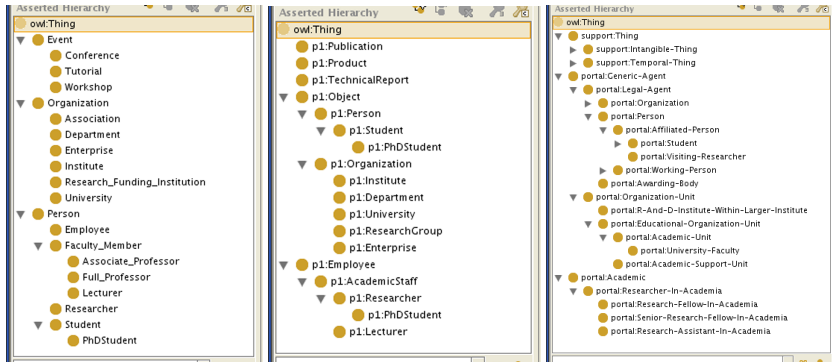 Asserted Hierarchy
owl:Thing
Event
Conference
Tutorial
Workshop
Organization
Association
Department
Enterprise
Institute
Research_Funding_Institution
University
Person
Employee
Faculty_Member
Associate_Professor
Full_Professor
Lecturer
Researcher
Student
PhDStudent
Asserted Hierarchy
owl:Thing
p1:Publication
p1:Product
p1:TechnicalReport
p1:Object
p1:Person
p1:Student
p1:PhDStudent
p1:Organization
p1:Institute
p1:Department
p1:University
p1:ResearchGroup
p1:Enterprise
p1:Employee
p1:AcademicStaff
p1:Researcher
p1:PhDStudent
p1:Lecturer
Asserted Hierarchy
owl:Thing
support:Thing
support:Intangible-Thing
support:Temporal-Thing
portal:Generic-Agent
portal:Legal-Agent
portal:Organization
portal:Person
portal:Affiliated-Person
portal:Student
portal:Visiting-Researcher
portal:Working-Person
portal:Awarding-Body
portal:Organization-Unit
portal:R-And-D-Institute-Within-Larger-Institute
portal:Educational-Organization-Unit
portal:Academic-Unit
portal:University-Faculty
portal:Academic-Support-Unit
portal:Academic
portal:Researcher-In-Academia
portal:Research-Fellow-In-Academia
portal:Senior-Research-Fellow-In-Academia
portal:Research-Assistant-In-Academia